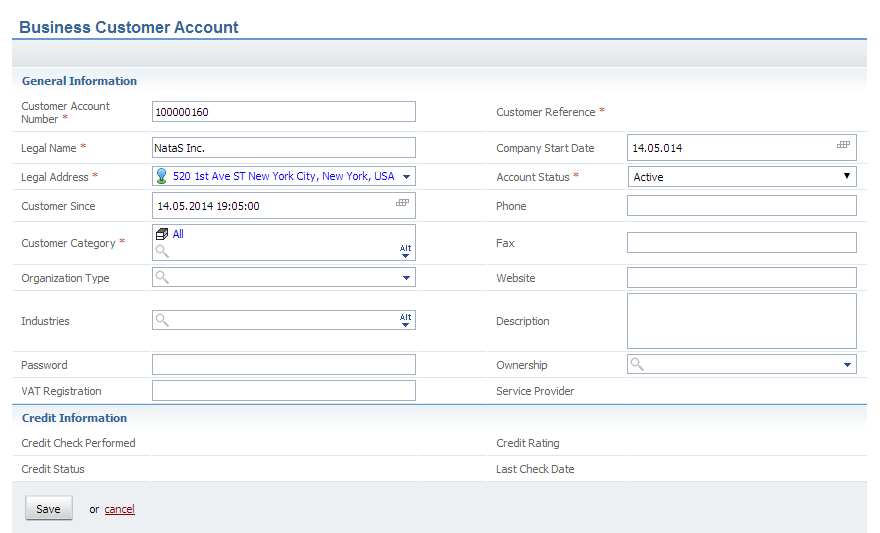 Business Customer Account
General Information
Customer Account
Number *
100000160
Customer Reference *
Legal Name *
NataS Inc.
Company Start Date
14.05.014
Legal Address *
520 1st Ave ST New York City, New York, USA
Account Status *
Active
Customer Since
14.05.2014 19:05:00
Phone
Customer Category *
All
Alt
Fax
Organization Type
Website
Industries
Alt
Description
Password
Ownership
VAT Registration
Service Provider
Credit Information
Credit Check Performed
Credit Rating
Credit Status
Last Check Date
Save or cancel